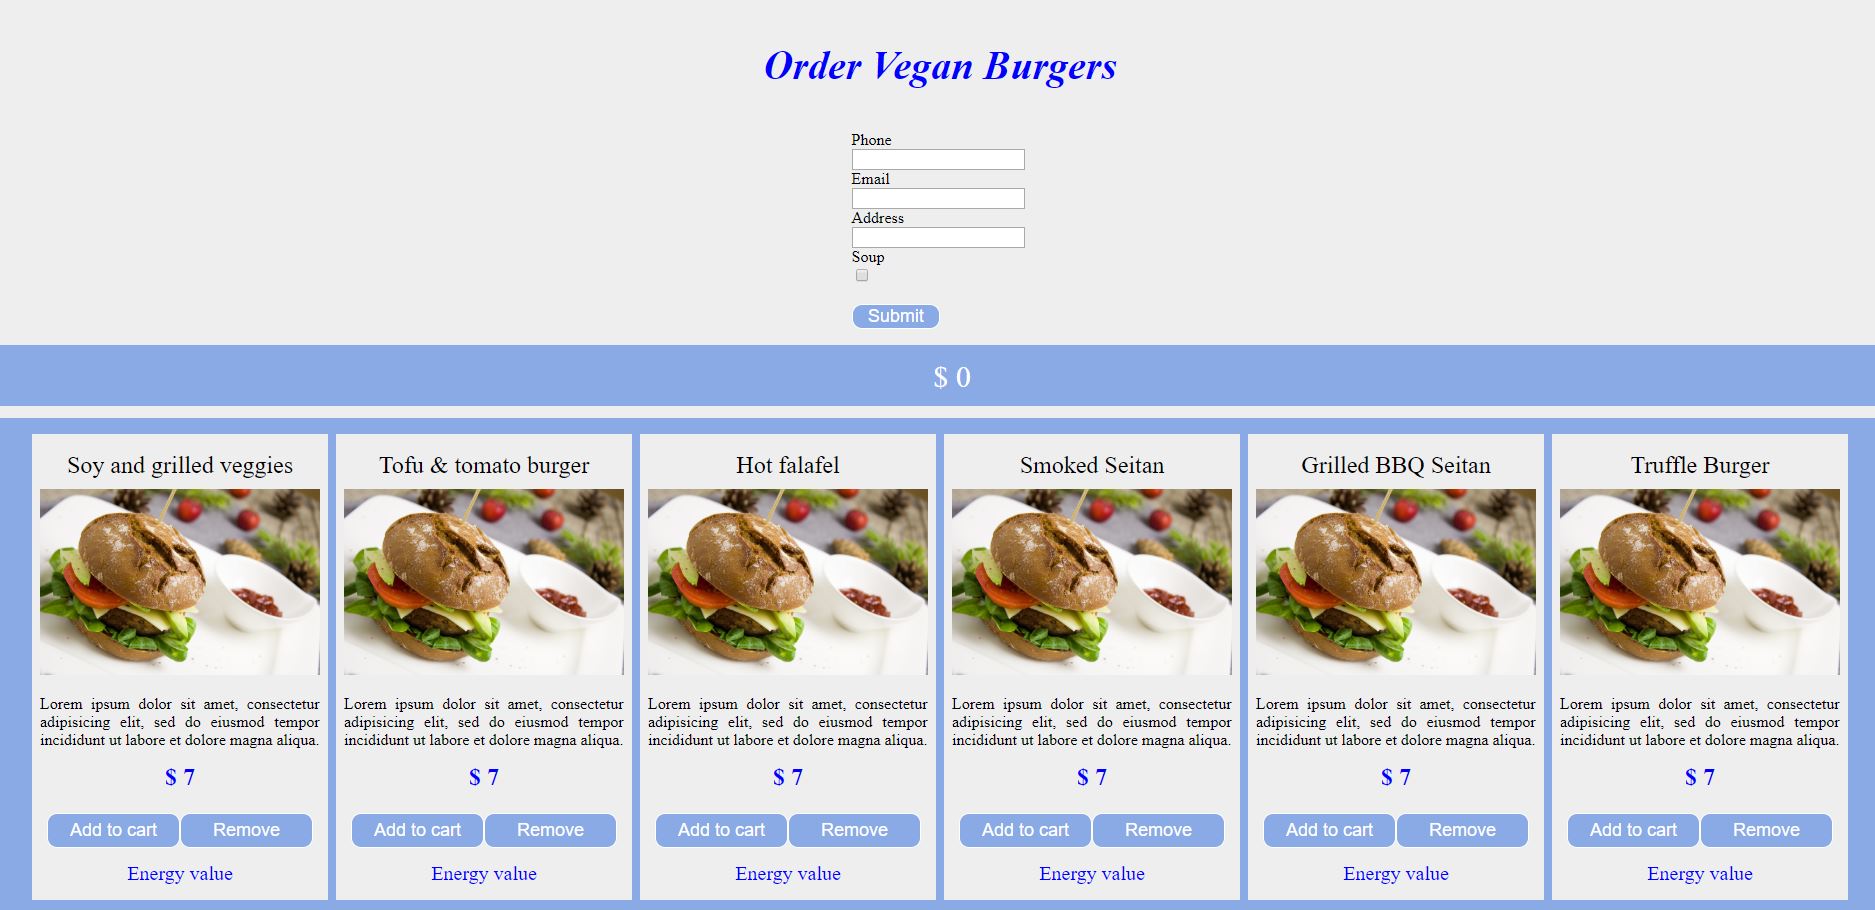 Order Vegan Burgers
Phone
Email
Address
Soup
Submit
$ 0
Soy and grilled veggies
Lorem ipsum dolor sit amet, consectetur
adipisicing elit, sed do eiusmod tempor
incididunt ut labore et dolore magna aliqua.
$ 7
Add to cart Remove
Energy value
Tofu & tomato burger
Lorem ipsum dolor sit amet, consectetur
adipisicing elit, sed do eiusmod tempor
incididunt ut labore et dolore magna aliqua.
$ 7
Add to cart Remove
Energy value
Hot falafel
Lorem ipsum dolor sit amet, consectetur
adipisicing elit, sed do eiusmod tempor
incididunt ut labore et dolore magna aliqua.
$ 7
Add to cart Remove
Energy value
Smoked Seitan
Lorem ipsum dolor sit amet, consectetur
adipisicing elit, sed do eiusmod tempor
incididunt ut labore et dolore magna aliqua.
$ 7
Add to cart Remove
Energy value
Grilled BBQ Seitan
Lorem ipsum dolor sit amet, consectetur
adipisicing elit, sed do eiusmod tempor
incididunt ut labore et dolore magna aliqua.
$ 7
Add to cart Remove
Energy value
Truffle Burger
Lorem ipsum dolor sit amet, consectetur
adipisicing elit, sed do eiusmod tempor
incididunt ut labore et dolore magna aliqua.
$ 7
Add to cart Remove
Energy value